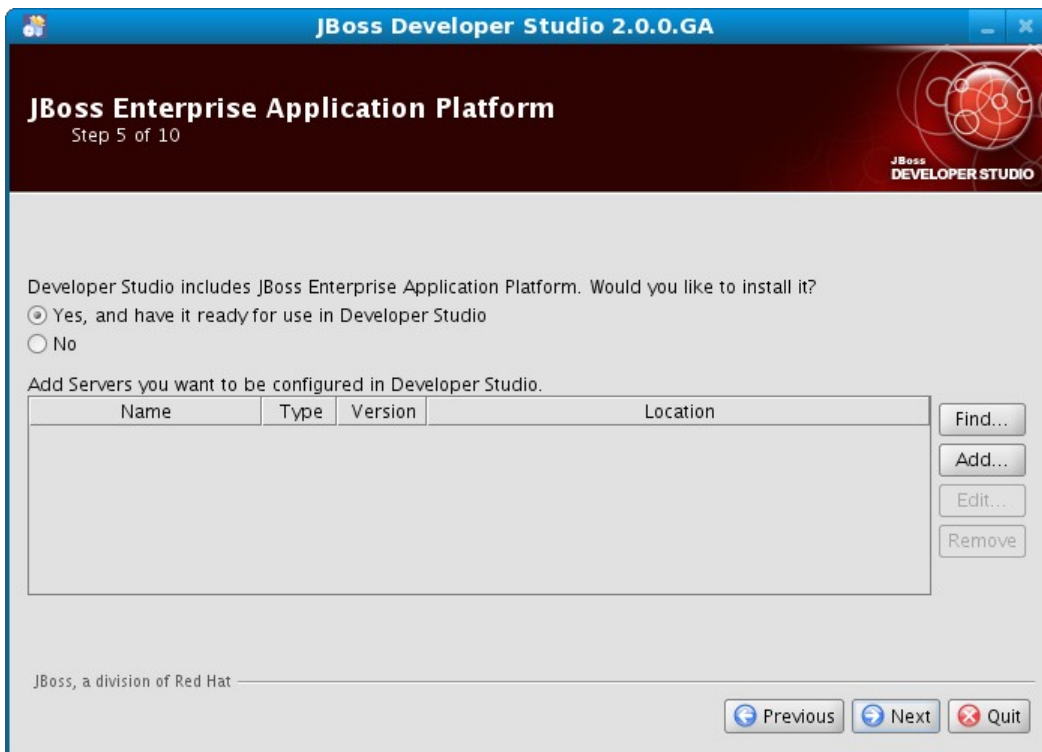 JBoss Developer Studio 2.0.0.GA
JBoss Enterprise Application Platform
Step 5 of 10
JBoss
DEVELOPER STUDIO
Developer Studio includes JBoss Enterprise Application Platform. Would you like to install it?
Yes, and have it ready for use in Developer Studio
No
Add Servers you want to be configured in Developer Studio.
Name Type Version Location
Find...
Add...
Edit...
Remove
JBoss, a division of Red Hat
Previous Next Quit